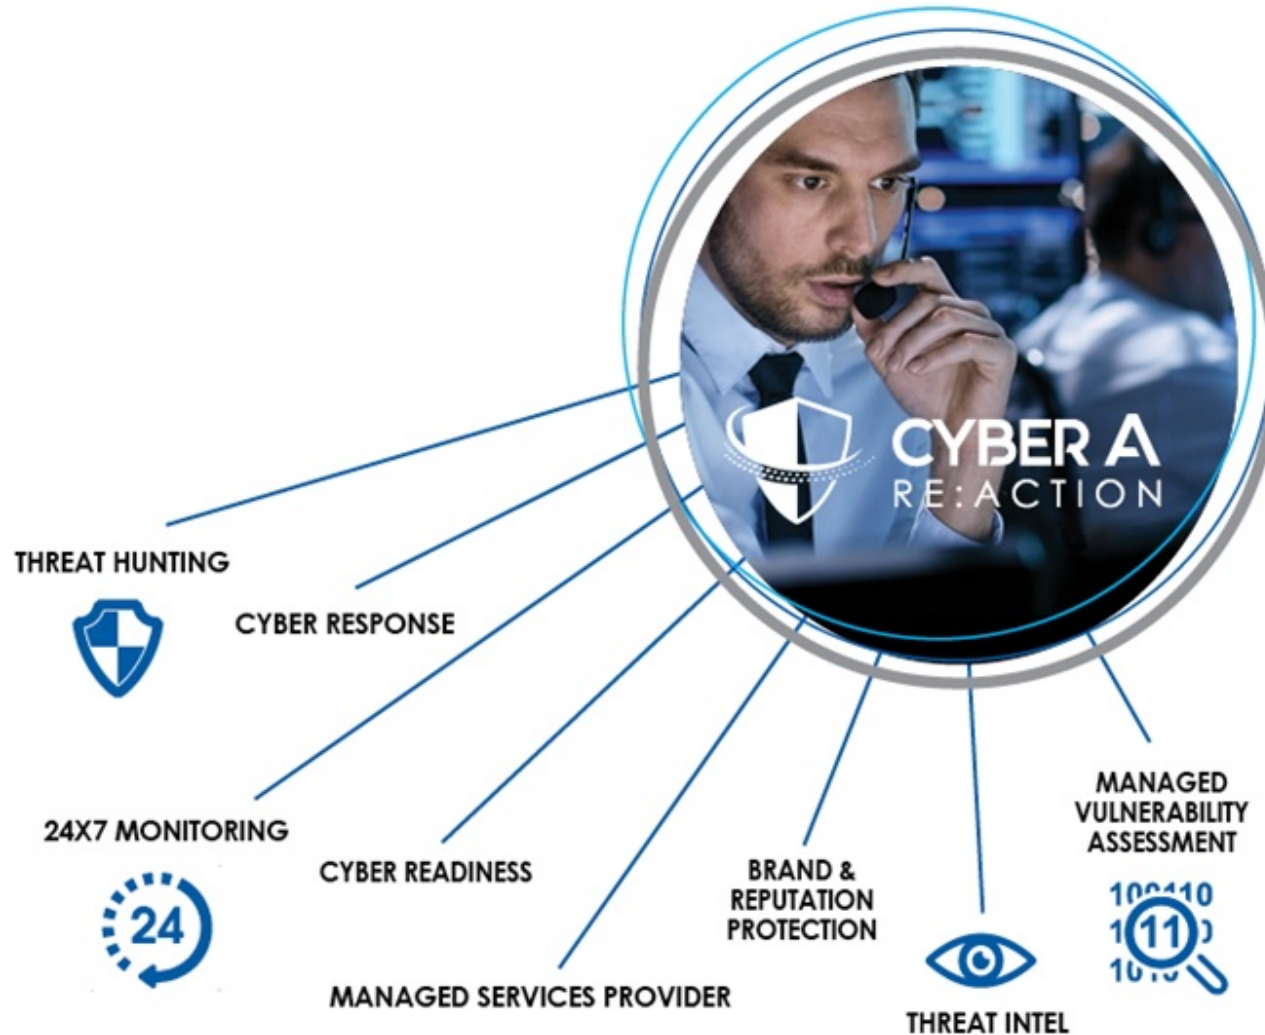 CYBER A
RE:ACTION
THREAT HUNTING
CYBER RESPONSE
24X7 MONITORING
24
CYBER READINESS
MANAGED SERVICES PROVIDER
BRAND &
REPUTATION
PROTECTION
THREAT INTEL
MANAGED
VULNERABILITY
ASSESSMENT
11